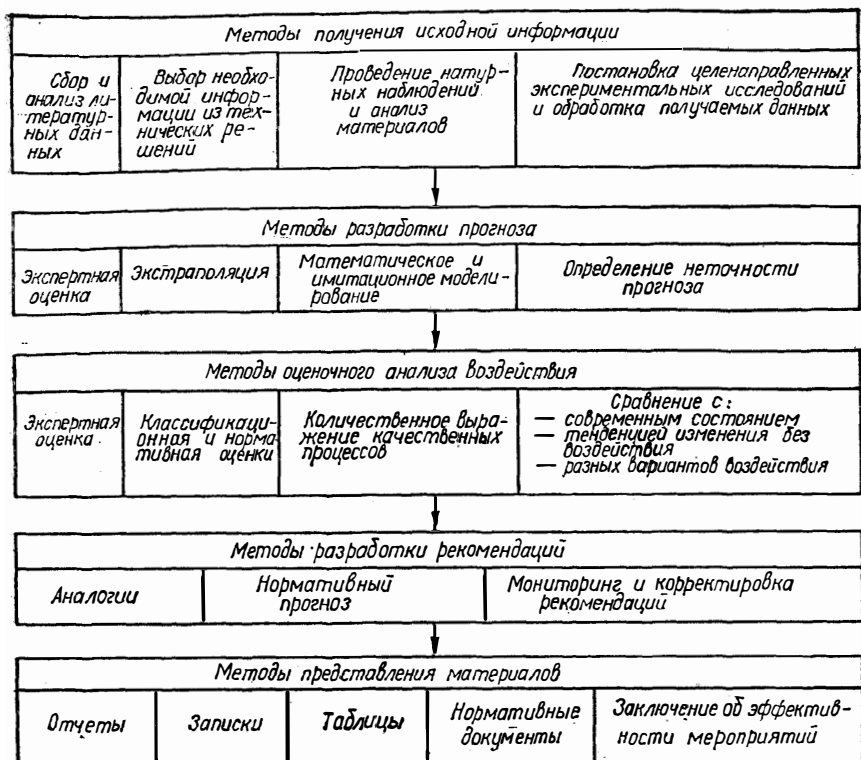 Методы получения исходной информации
Сбор и
анализ ли-
тературн-
ных дан-
ных
Выбор необхо-
димой инфор-
мации из тех-
нических ре-
шений
Проведение натур-
ных наблюдений
и анализ
материалов
Постановка целенаправленных
экспериментальных исследований
и обработка получаемых данных
Методы разработки прогноза
Экспертная
оценка
Экстраполяция
Математическое и
имитационное модели-
рование
Определение неточности
прогноза
Методы оценочного анализа воздействия
Экспертная
оценка
Классификаци-
онная и норма-
тивная оценки
Количественное выра-
жение качественных
процессов
Сравнение с:
— современным состоянием
— тенденцией изменения без
воздействия
— разных вариантов воздействия
Методы разработки рекомендаций
Аналогии
Нормативный
прогноз
Мониторинг и корректировка
рекомендаций
Методы представления материалов
Отчеты
Записки
Таблицы
Нормативные
документы
Заключение об эффектив-
ности мероприятий